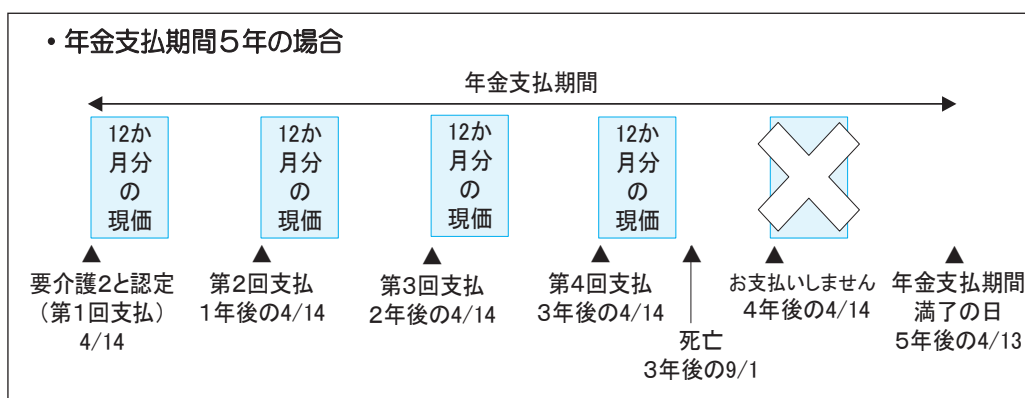 ・年金支払期間５年の場合
年金支払期間
12か
月分
の
現価
12か
月分
の
現価
12か
月分
の
現価
12か
月分
の
現価
要介護2と認定
（第1回支払）
4/14
第2回支払
1年後の4/14
第3回支払
2年後の4/14
第4回支払
3年後の4/14
死亡
3年後の9/1
お支払いしません
4年後の4/14
年金支払期間
満了の日
5年後の4/13